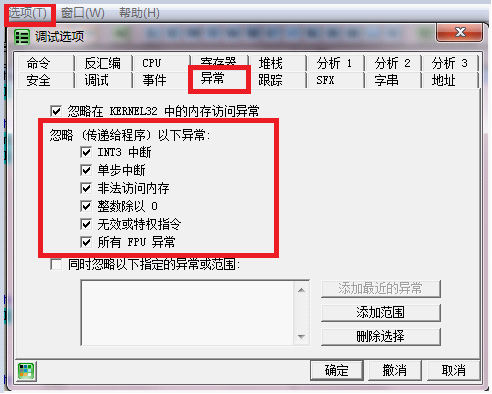 选项(T) 窗口(W) 帮助(H)
调试选项
命令 反汇编 CPU 寄存器 堆栈 分析 1 分析 2 分析 3
安全 调试 事件 异常 跟踪 SFX 字串 地址
忽略在 KERNEL32 中的内存访问异常
忽略 (传递给程序) 以下异常:
INT3 中断
单步中断
非法访问内存
整数除以 0
无效或特权指令
所有 FPU 异常
同时忽略以下指定的异常或范围:
添加最近的异常
添加范围
删除选择
确定 撤消 取消